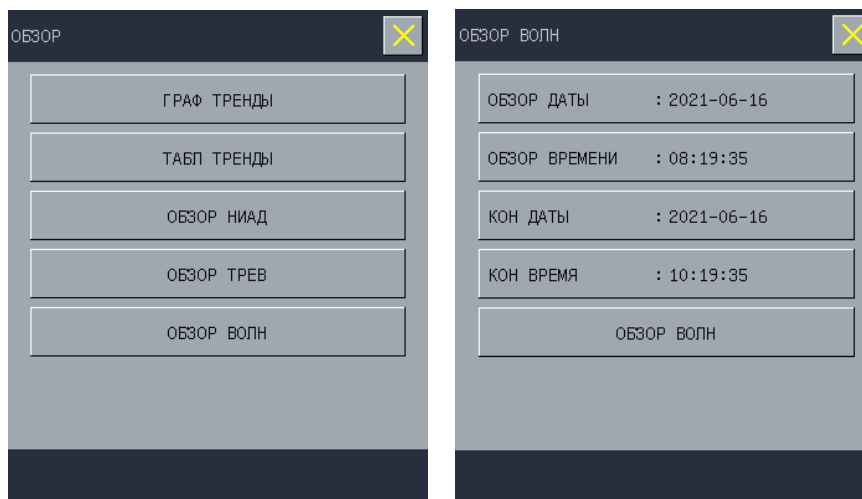 ОБЗОР
ГРАФ ТРЕНДЫ
ТАБЛ ТРЕНДЫ
ОБЗОР НИАД
ОБЗОР ТРЕВ
ОБЗОР ВОЛН
ОБЗОР ВОЛН
ОБЗОР ДАТЫ : 2021-06-16
ОБЗОР ВРЕМЕНИ : 08:19:35
КОН ДАТЫ : 2021-06-16
КОН ВРЕМЯ : 10:19:35
ОБЗОР ВОЛН